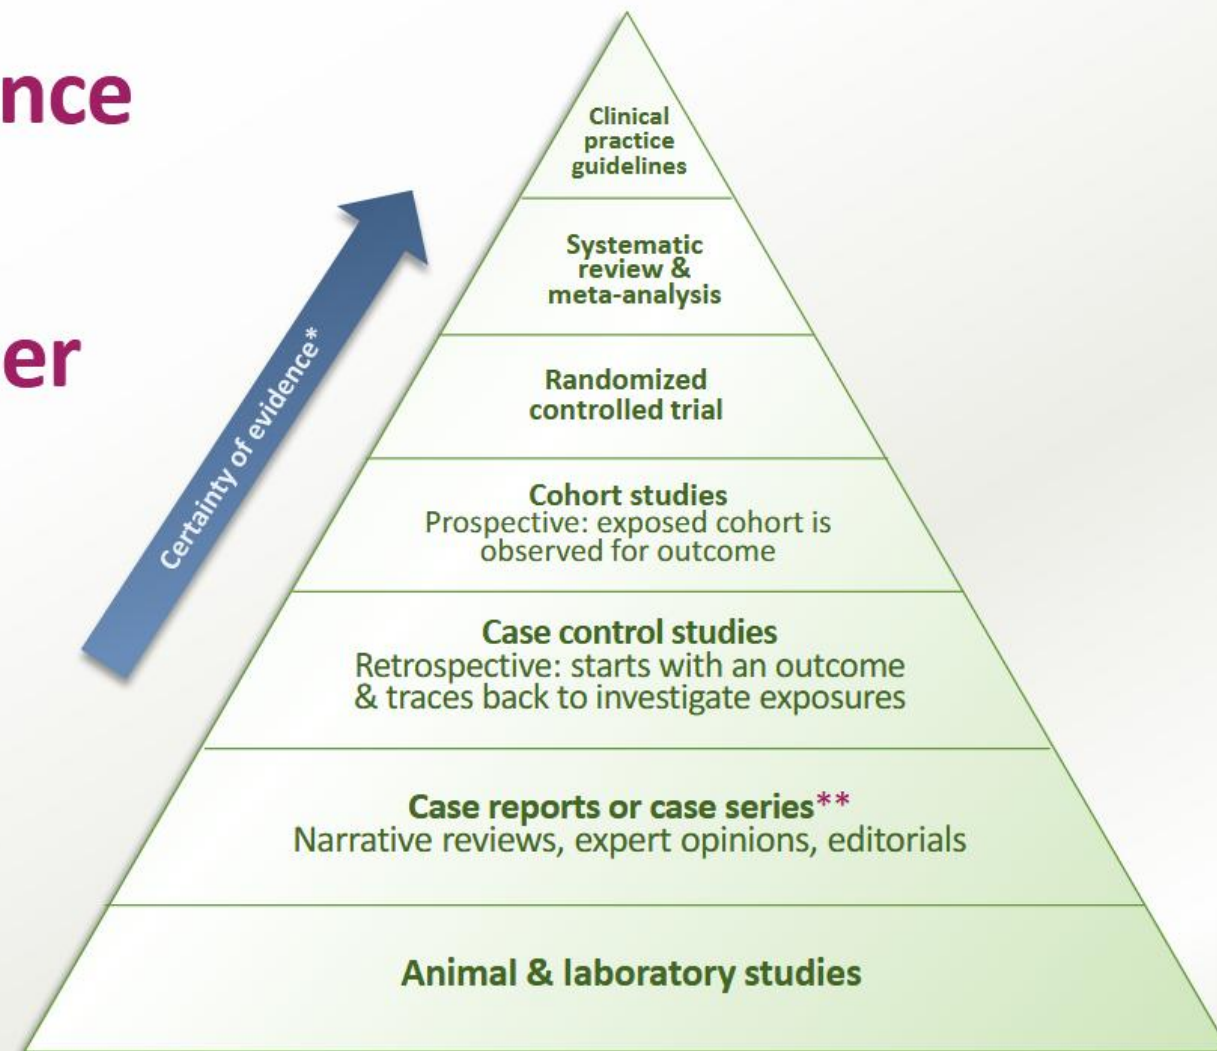 nce
er
Certainty of evidence*
Clinical
practice
guidelines
Systematic
review &
meta-analysis
Randomized
controlled trial
Cohort studies
Prospective: exposed cohort is
observed for outcome
Case control studies
Retrospective: starts with an outcome
& traces back to investigate exposures
Case reports or case series**
Narrative reviews, expert opinions, editorials
Animal & laboratory studies